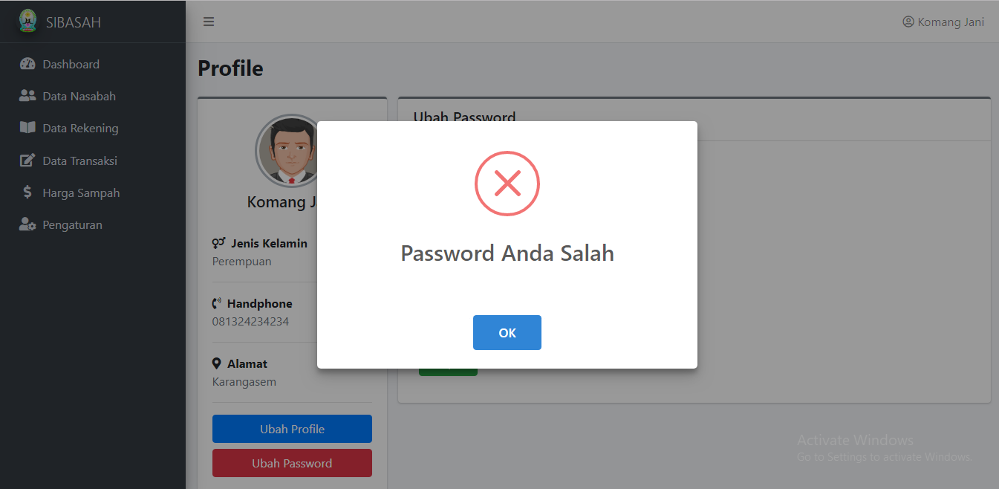 SIBASAH
Komang Jani
Dashboard
Data Nasabah
Data Rekening
Data Transaksi
Harga Sampah
Pengaturan
Profile
Komang J
Jenis Kelamin
Perempuan
Handphone
081324234234
Alamat
Karangasem
Ubah Profile
Ubah Password
Ubah Password
Password Anda Salah
OK
Activate Windows
Go to Settings to activate Windows.